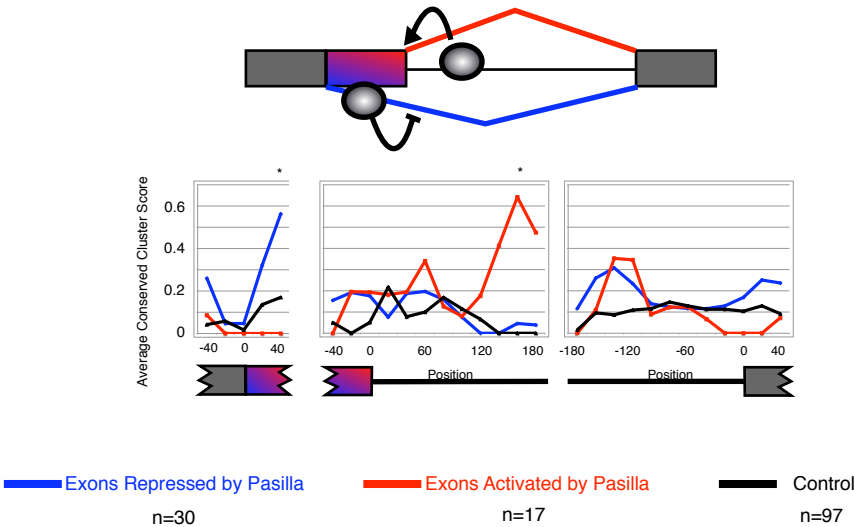 * *
Average Conserved Cluster Score
0.6
0.4
0.2
0
-40 0 40 -40 0 60 120 180 -180 -120 -60 0 40
Position Position
Exons Repressed by Pasilla Exons Activated by Pasilla Control
n=30 n=17 n=97